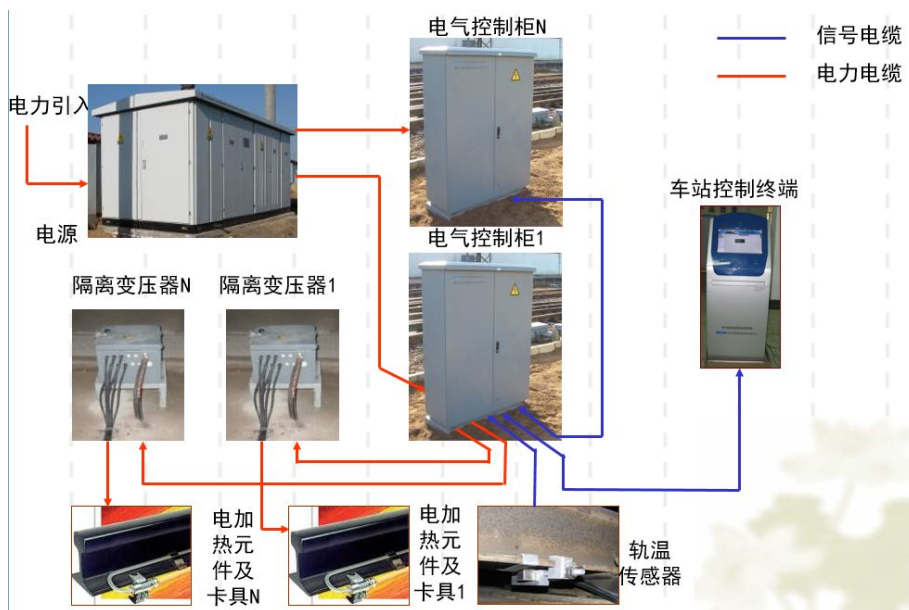 电气控制柜N
信号电缆
电力电缆
电力引入
电源
车站控制终端
电气控制柜1
隔离变压器N
隔离变压器1
电加
热元
件及
卡具N
电加
热元
件及
卡具1
轨温
传感器